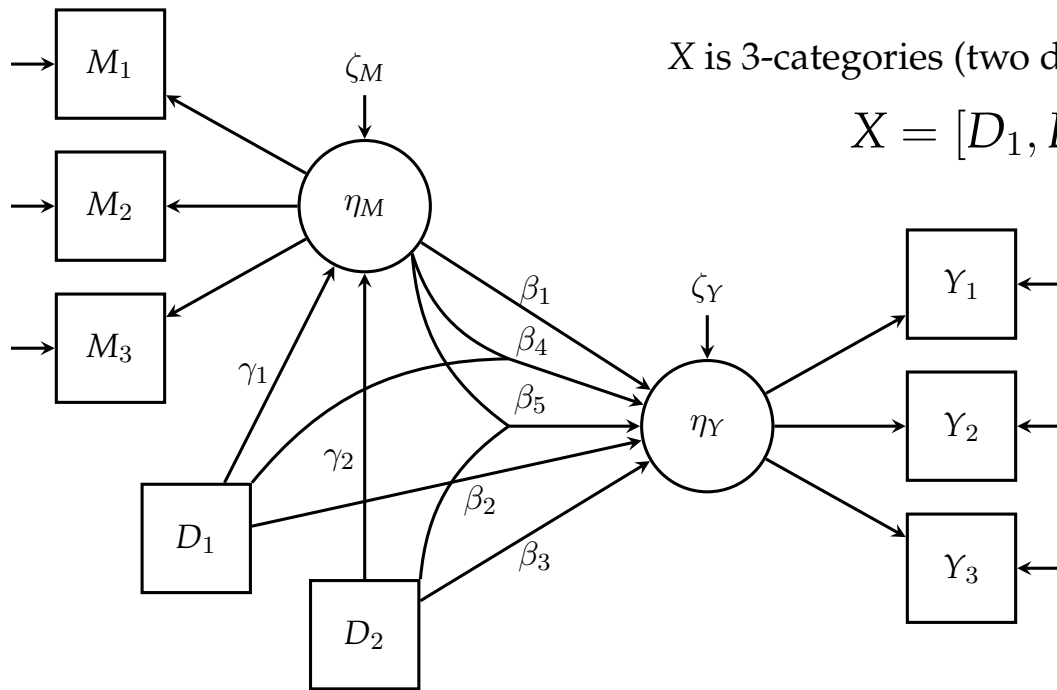 M₁
ζ_M
X is 3-categories (two
X = [D₁,
M₂
η_M
M₃
β₁
ζ_Y
Y₁
β₄
γ₁
β₅
η_Y
Y₂
γ₂
β₂
D₁
β₃
Y₃
D₂